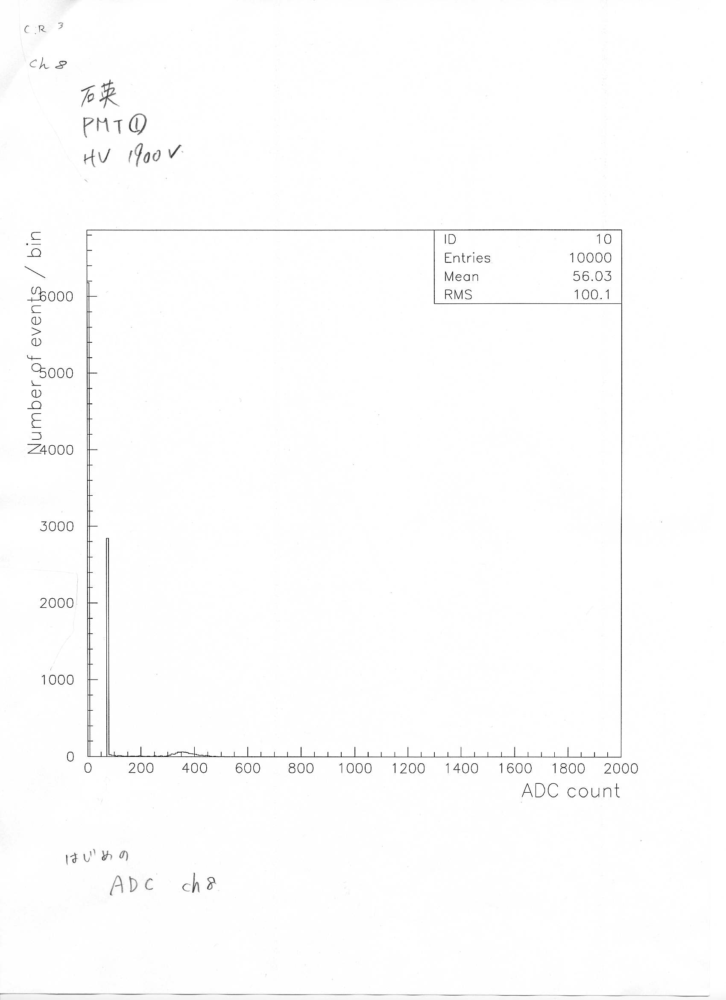 C.R 3
ch 8
石英
PMT①
HV 1900V
Number of events / bin
ID 10
Entries 10000
Mean 56.03
RMS 100.1
6000
5000
4000
3000
2000
1000
0
0 200 400 600 800 1000 1200 1400 1600 1800 2000
ADC count
はじめの
ADC ch8